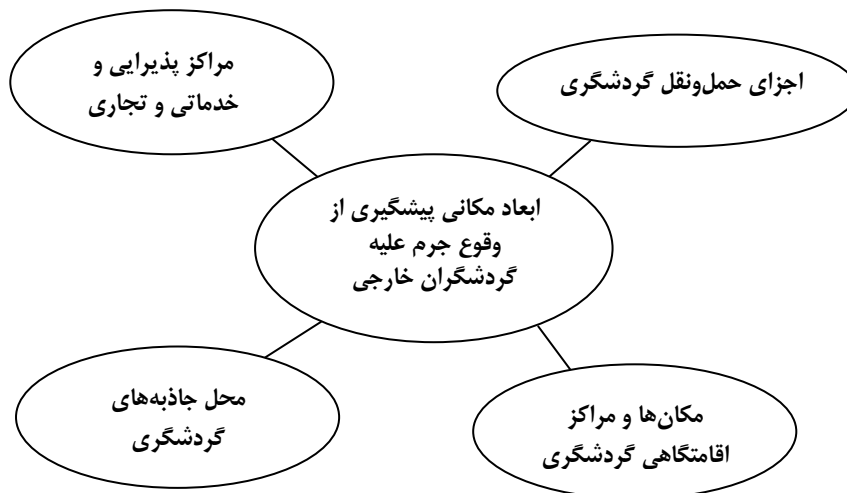 اجزای حمل‌ونقل گردشگری
مراکز پذیرایی و
خدماتی و تجاری
ابعاد مکانی پیشگیری از
وقوع جرم علیه
گردشگران خارجی
مکان‌ها و مراکز
اقامتگاهی گردشگری
محل جاذبه‌های
گردشگری